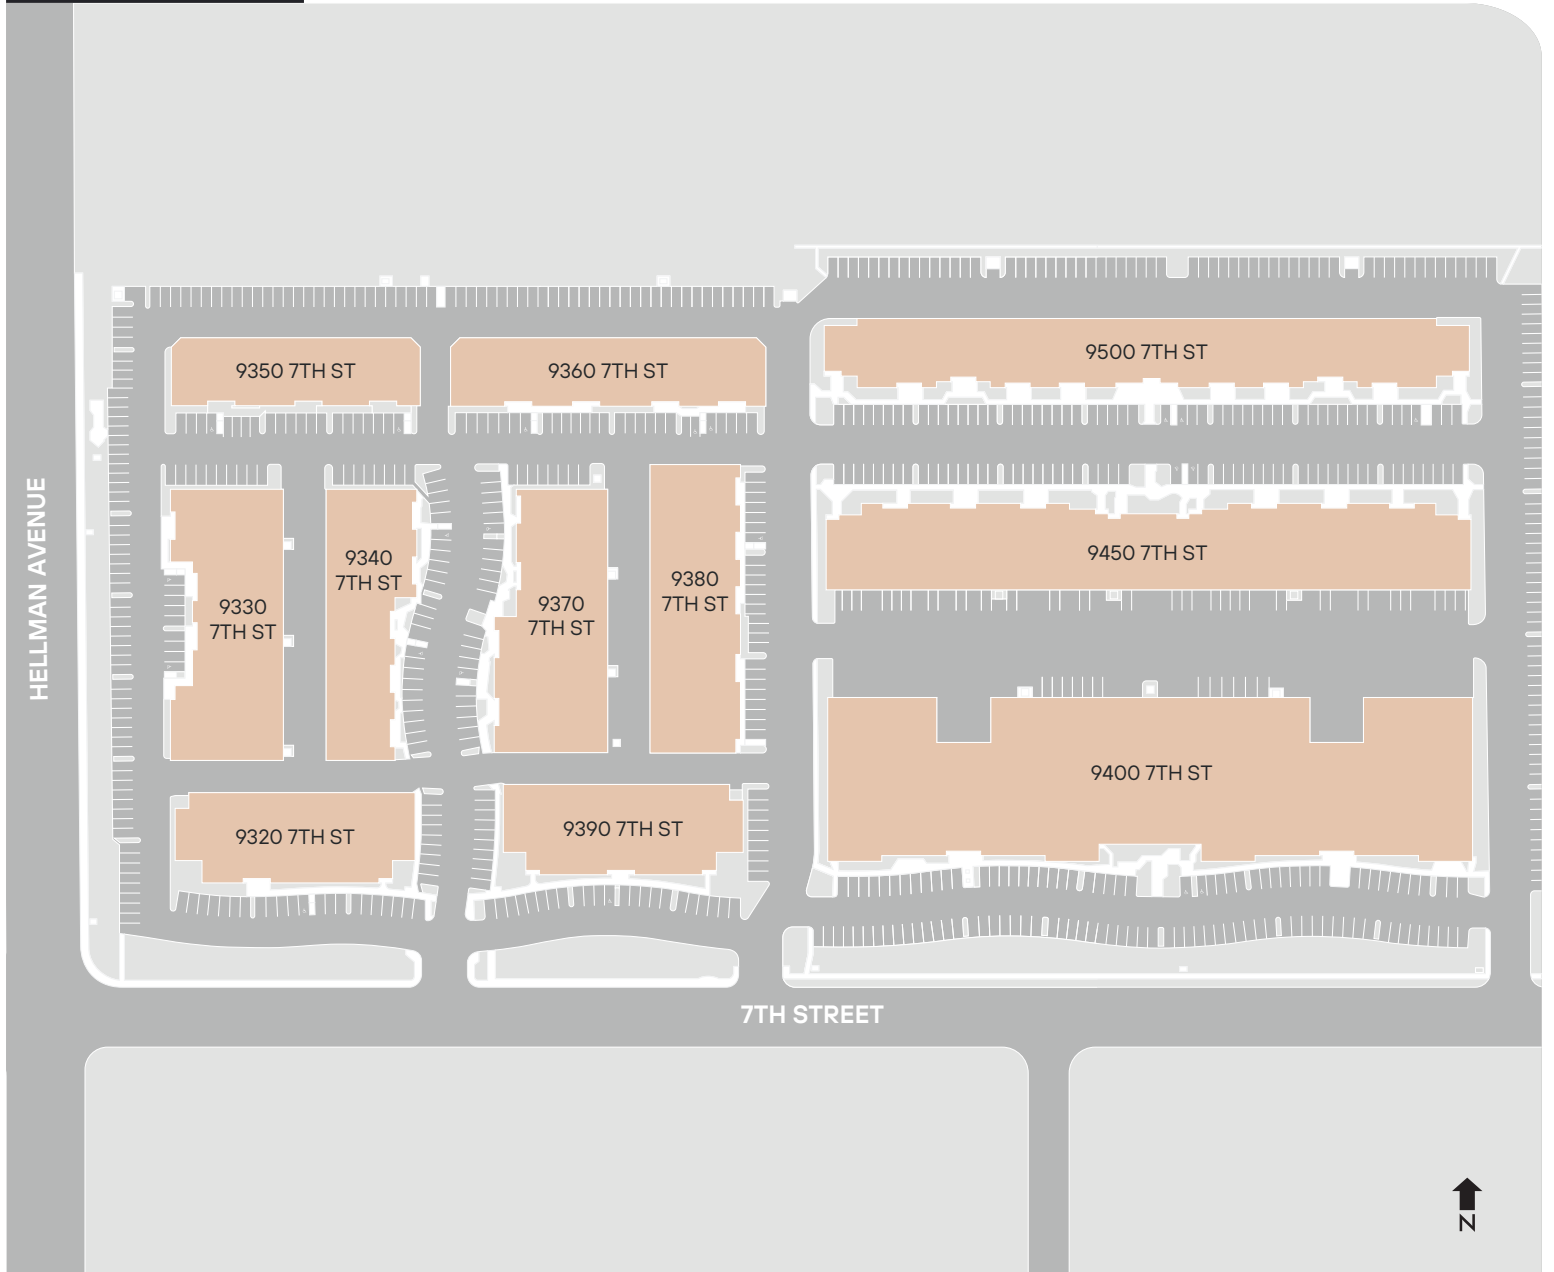 9500 7TH ST
9350 7TH ST
9360 7TH ST
9450 7TH ST
9340
7TH ST
9380
7TH ST
9330
7TH ST
9370
7TH ST
HELLMAN AVENUE
9400 7TH ST
9320 7TH ST
9390 7TH ST
7TH STREET
N